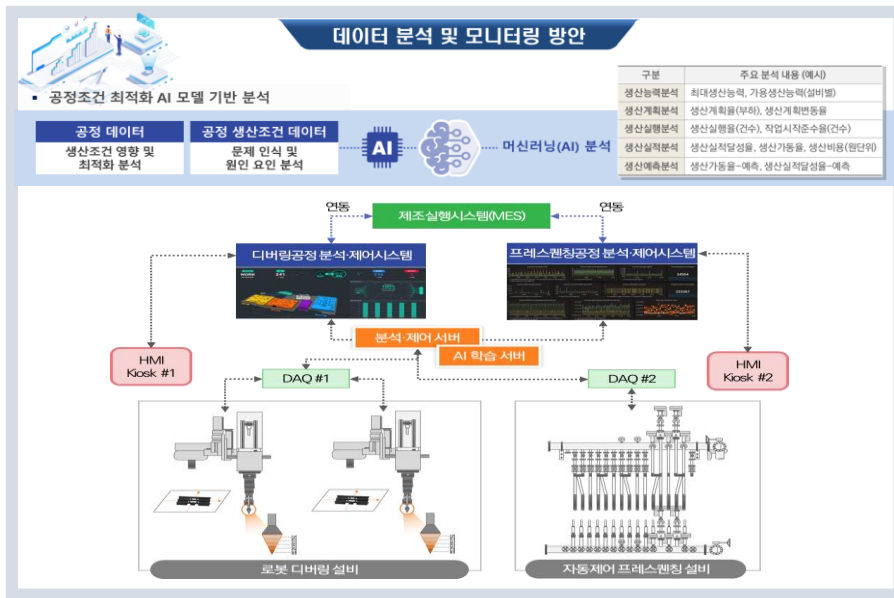 데이터 분석 및 모니터링 방안
▪ 공정조건 최적화 AI 모델 기반 분석
공정 데이터
생산조건 영향 및
최적화 분석
공정 생산조건 데이터
문제 인식 및
원인 요인 분석
AI
머신러닝(AI) 분석
구분 주요 분석 내용 (예시)
생산능력분석 최대생산능력, 가용생산능력(설비별)
생산계획분석 생산계획율(부하), 생산계획변동율
생산실행분석 생산실행율(건수), 작업시작준수율(건수)
생산실적분석 생산실적달성율, 생산가동율, 생산비용(원단위)
생산예측분석 생산가동율-예측, 생산실적달성율-예측
연동
제조실행시스템(MES)
연동
디버링공정 분석·제어시스템
프레스퀜칭공정 분석·제어시스템
분석·제어 서버
AI 학습 서버
HMI
Kiosk #1
HMI
Kiosk #2
DAQ #1
DAQ #2
로봇 디버링 설비
자동제어 프레스퀜칭 설비